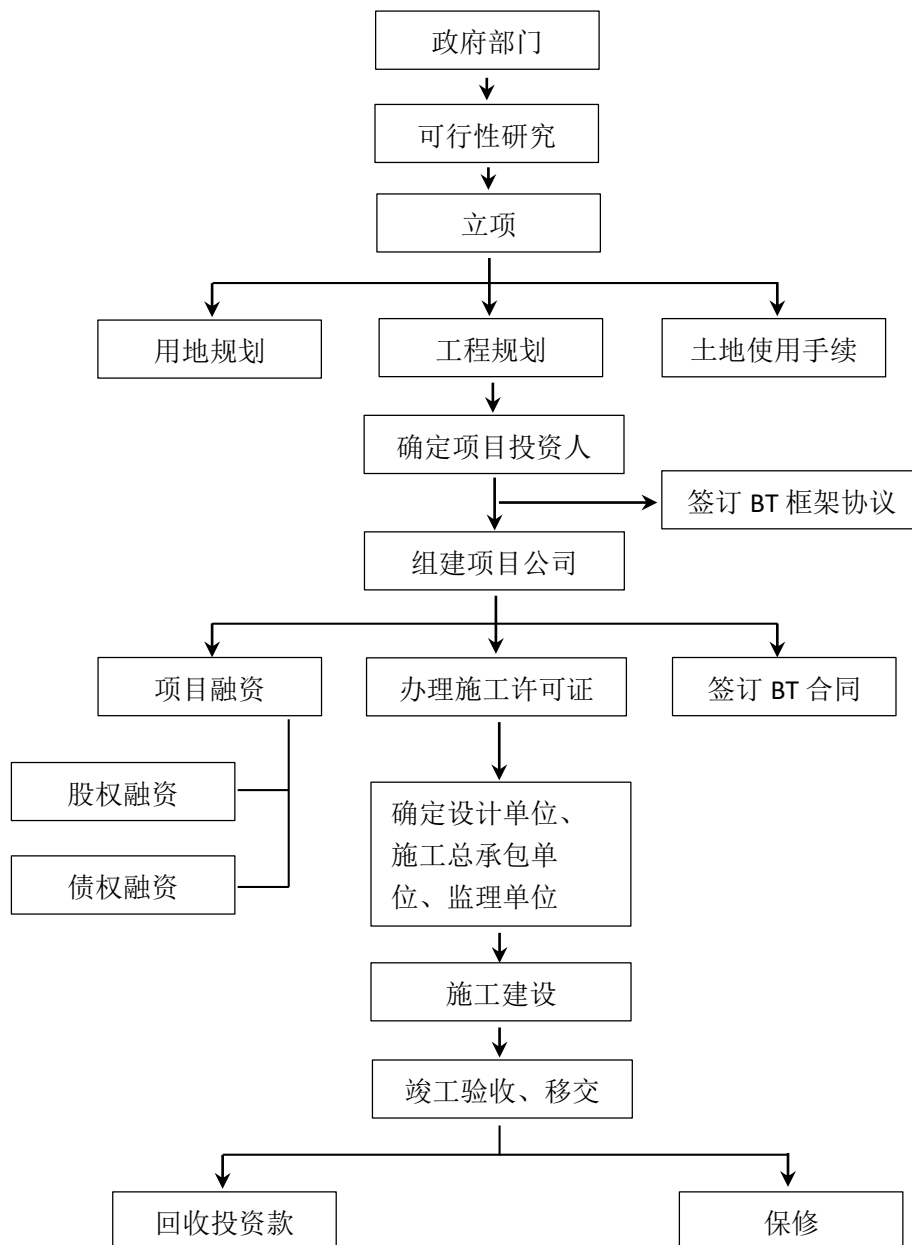 政府部门
可行性研究
立项
用地规划
工程规划
土地使用手续
确定项目投资人
签订 BT 框架协议
组建项目公司
项目融资
办理施工许可证
签订 BT 合同
股权融资
确定设计单位、
施工总承包单
位、监理单位
债权融资
施工建设
竣工验收、移交
回收投资款
保修